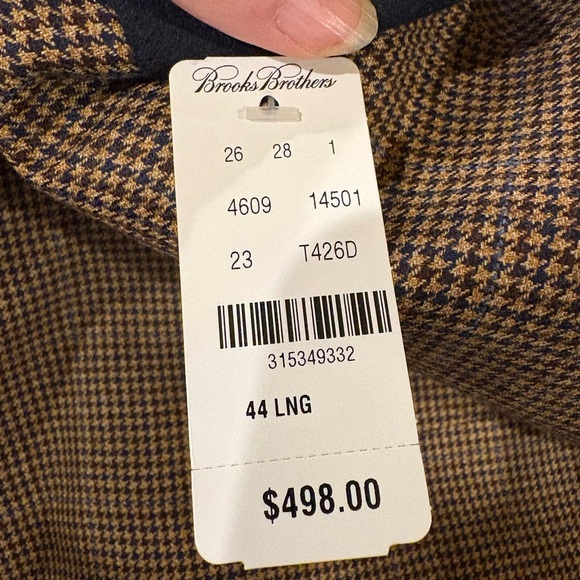 Brooks Brothers
26 28 1
4609 14501
23 T426D
315349332
44 LNG
$498.00